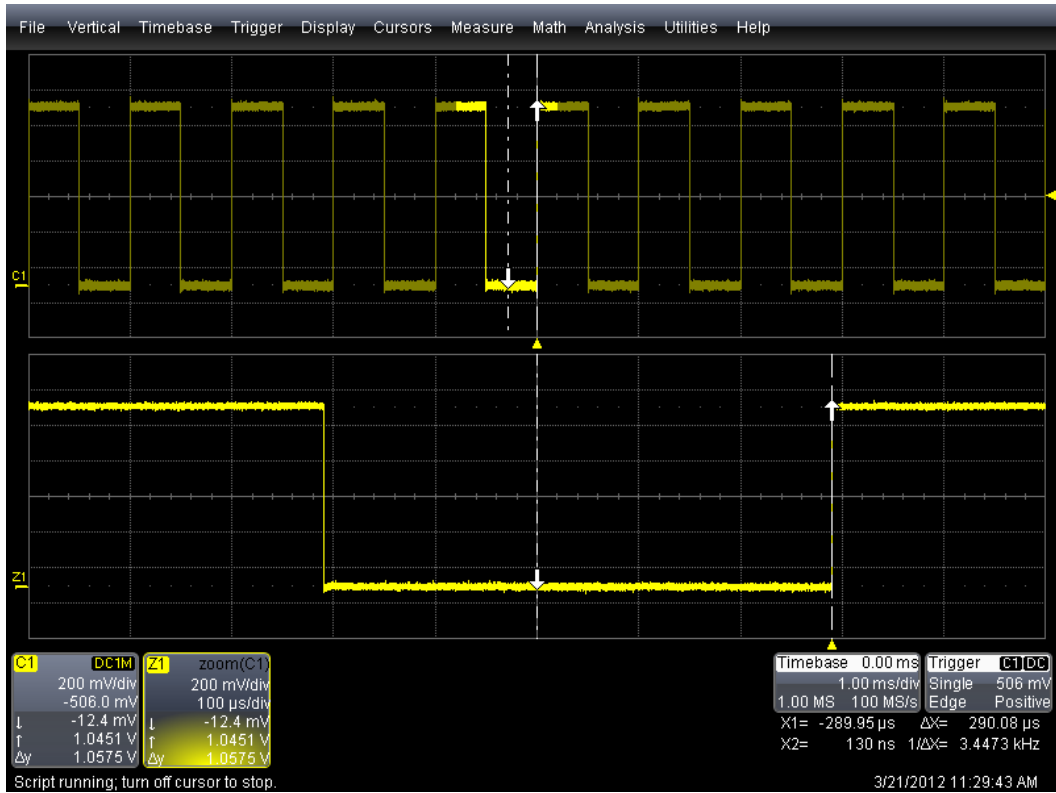 File Vertical Timebase Trigger Display Cursors Measure Math Analysis Utilities Help
C1
Z1
C1 DC1M
200 mV/div
-506.0 mV
↓ -12.4 mV
↑ 1.0451 V
Δy 1.0575 V
Z1 zoom(C1)
200 mV/div
100 µs/div
↓ -12.4 mV
↑ 1.0451 V
Δy 1.0575 V
Timebase 0.00 ms
1.00 ms/div
1.00 MS 100 MS/s
Trigger C1 DC
Single 506 mV
Edge Positive
X1= -289.95 µs ΔX= 290.08 µs
X2= 130 ns 1/ΔX= 3.4473 kHz
Script running; turn off cursor to stop.
3/21/2012 11:29:43 AM